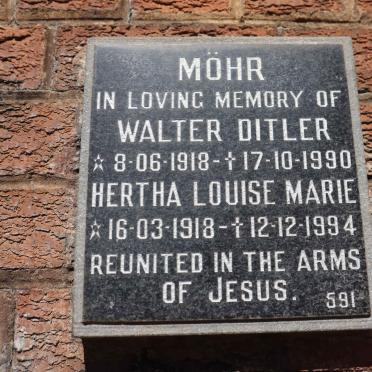 MÖHR
IN LOVING MEMORY OF
WALTER DITLER
☆ 8-06-1918-†17-10-1990
HERTHA LOUISE MARIE
☆16-03-1918-†12-12-1994
REUNITED IN THE ARMS
OF JESUS.
591